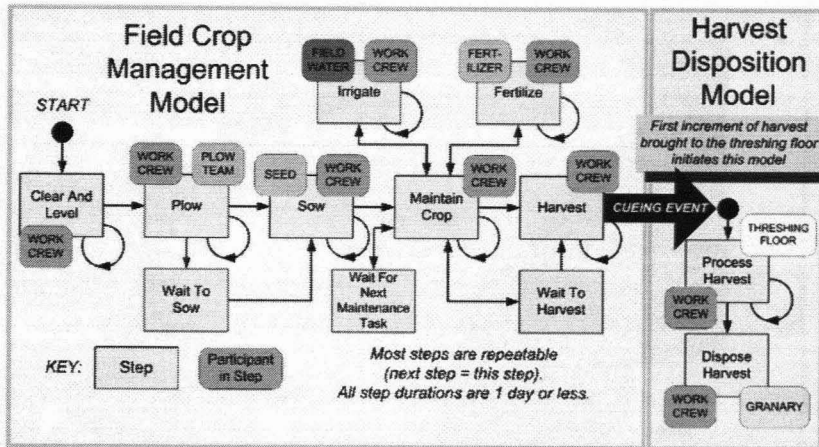 Field Crop
Management
Model
START
Clear And
Level
WORK
CREW
WORK
CREW
PLOW
TEAM
Plow
Wait To
Sow
SEED
WORK
CREW
Sow
FIELD
WATER
WORK
CREW
Irrigate
FERT-
ILIZER
WORK
CREW
Fertilize
WORK
CREW
Maintain
Crop
Wait For
Next
Maintenance
Task
WORK
CREW
Harvest
Wait To
Harvest
KEY:
Step
Participant
in Step
Most steps are repeatable
(next step = this step).
All step durations are 1 day or less.
Harvest
Disposition
Model
First increment of harvest
brought to the threshing floor
initiates this model
CUEING EVENT
THRESHING
FLOOR
Process
Harvest
WORK
CREW
Dispose
Harvest
WORK
CREW
GRANARY